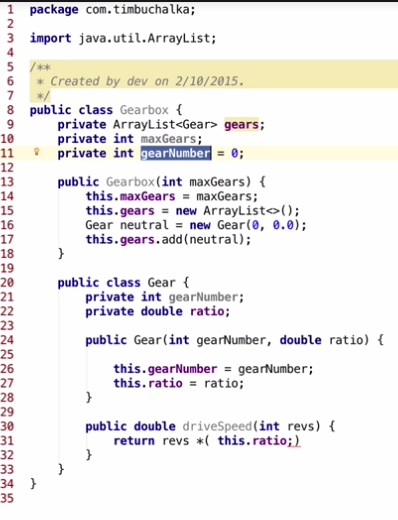 1 package com.timbuchalka;
2
3 import java.util.ArrayList;
4
5 /**
6  * Created by dev on 2/10/2015.
7  */
8 public class Gearbox {
9     private ArrayList<Gear> gears;
10     private int maxGears;
11     private int gearNumber = 0;
12
13     public Gearbox(int maxGears) {
14         this.maxGears = maxGears;
15         this.gears = new ArrayList<>();
16         Gear neutral = new Gear(0, 0.0);
17         this.gears.add(neutral);
18     }
19
20     public class Gear {
21         private int gearNumber;
22         private double ratio;
23
24         public Gear(int gearNumber, double ratio) {
25
26             this.gearNumber = gearNumber;
27             this.ratio = ratio;
28         }
29
30         public double driveSpeed(int revs) {
31             return revs *( this.ratio;)
32         }
33     }
34 }
35